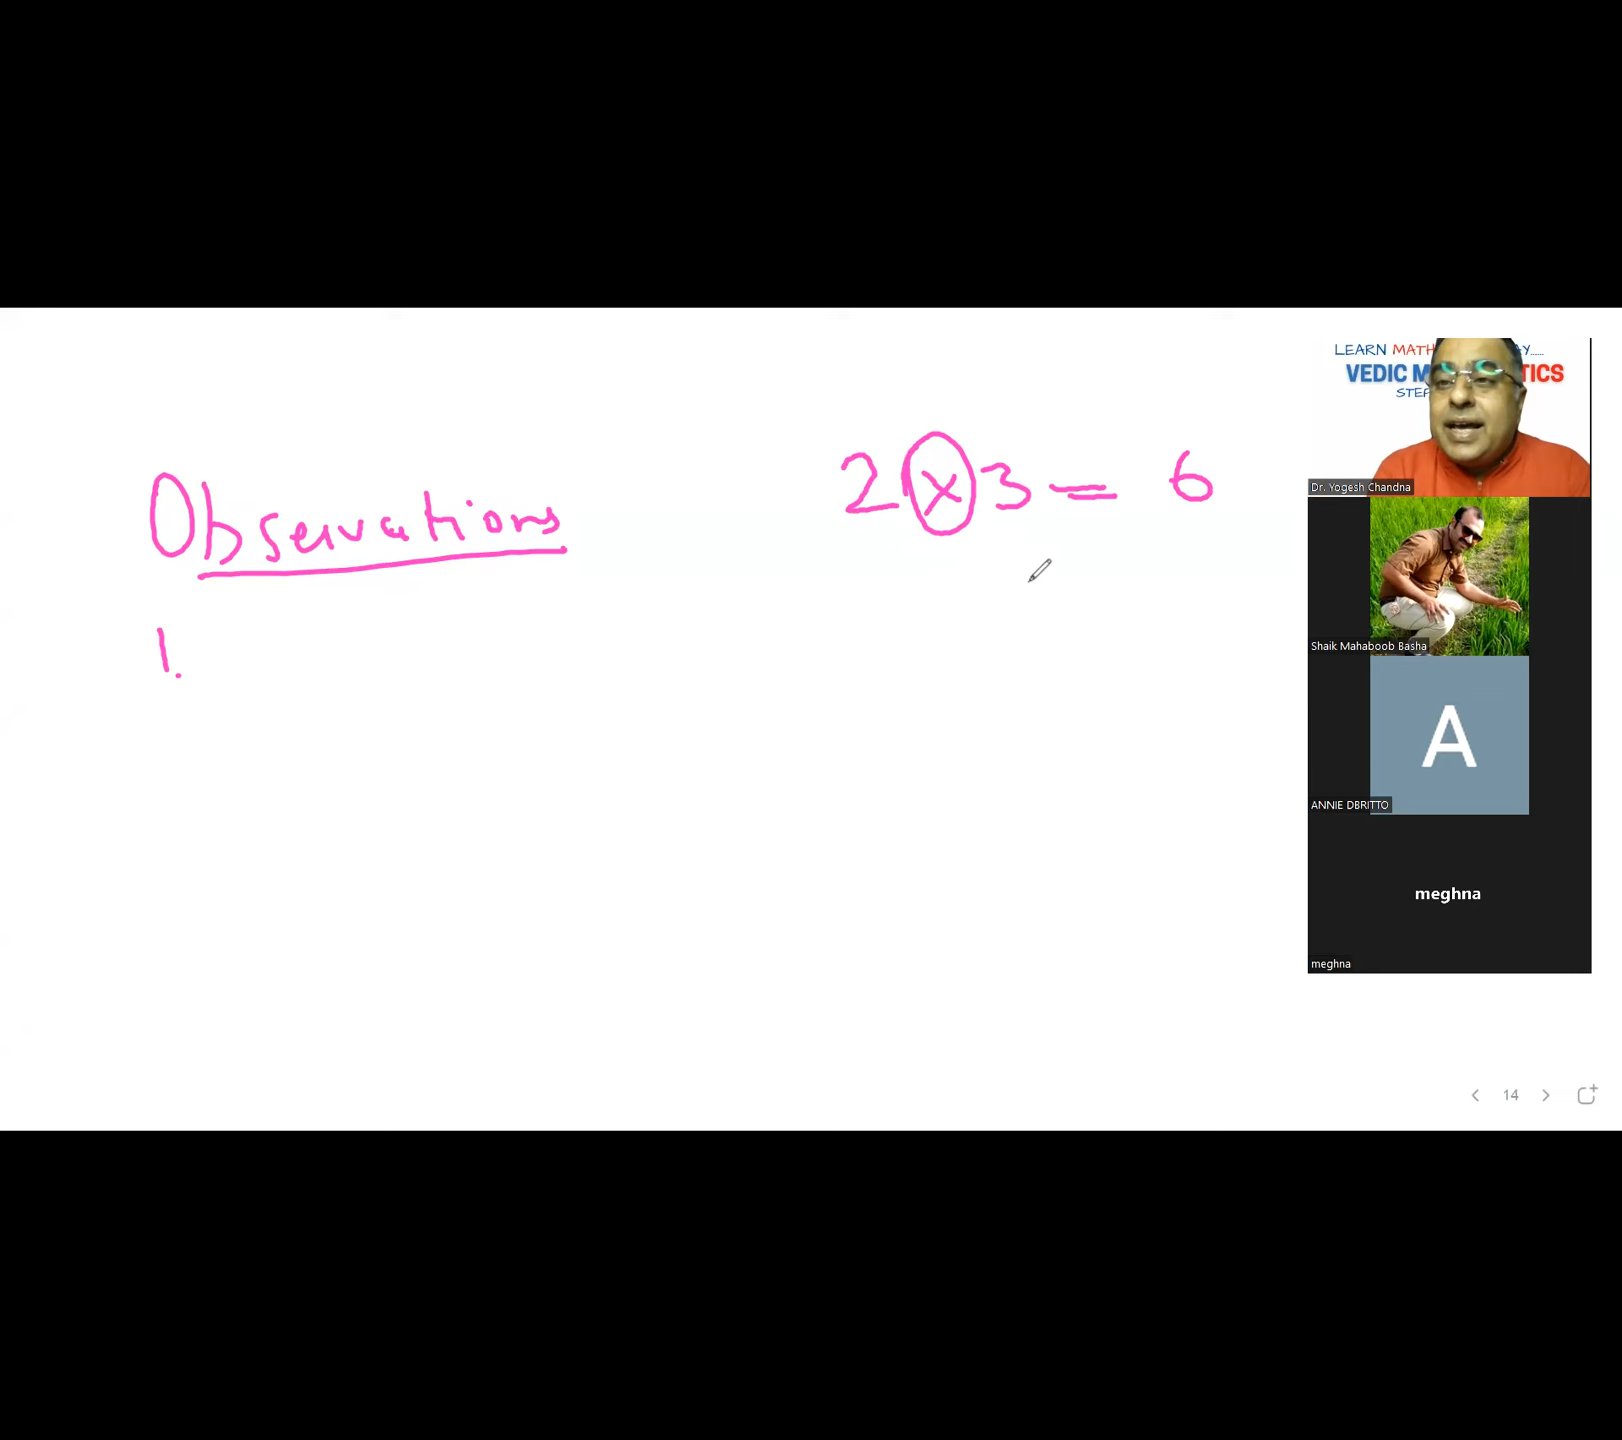 Observations
1.
2 x 3 = 6
LEARN MATH AY......
VEDIC M TICS
STEP
Dr. Yogesh Chandna
Shaik Mahaboob Basha
A
ANNIE DBRITTO
meghna
meghna
< 14 >